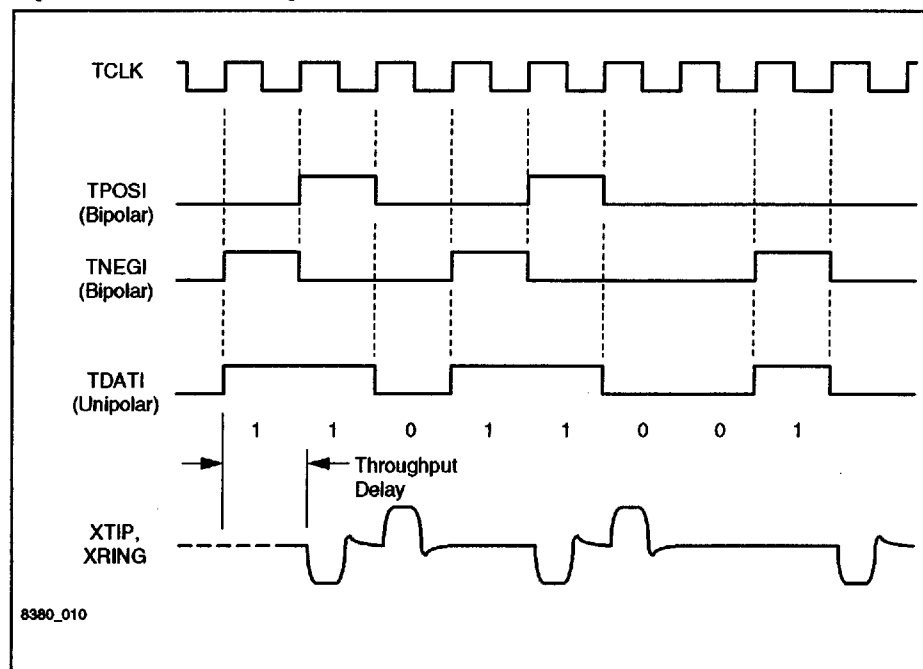 TCLK
TPOSI
(Bipolar)
TNEGI
(Bipolar)
TDATI
(Unipolar)
1 1 0 1 1 0 0 1
Throughput
Delay
XTIP,
XRING
8380_010